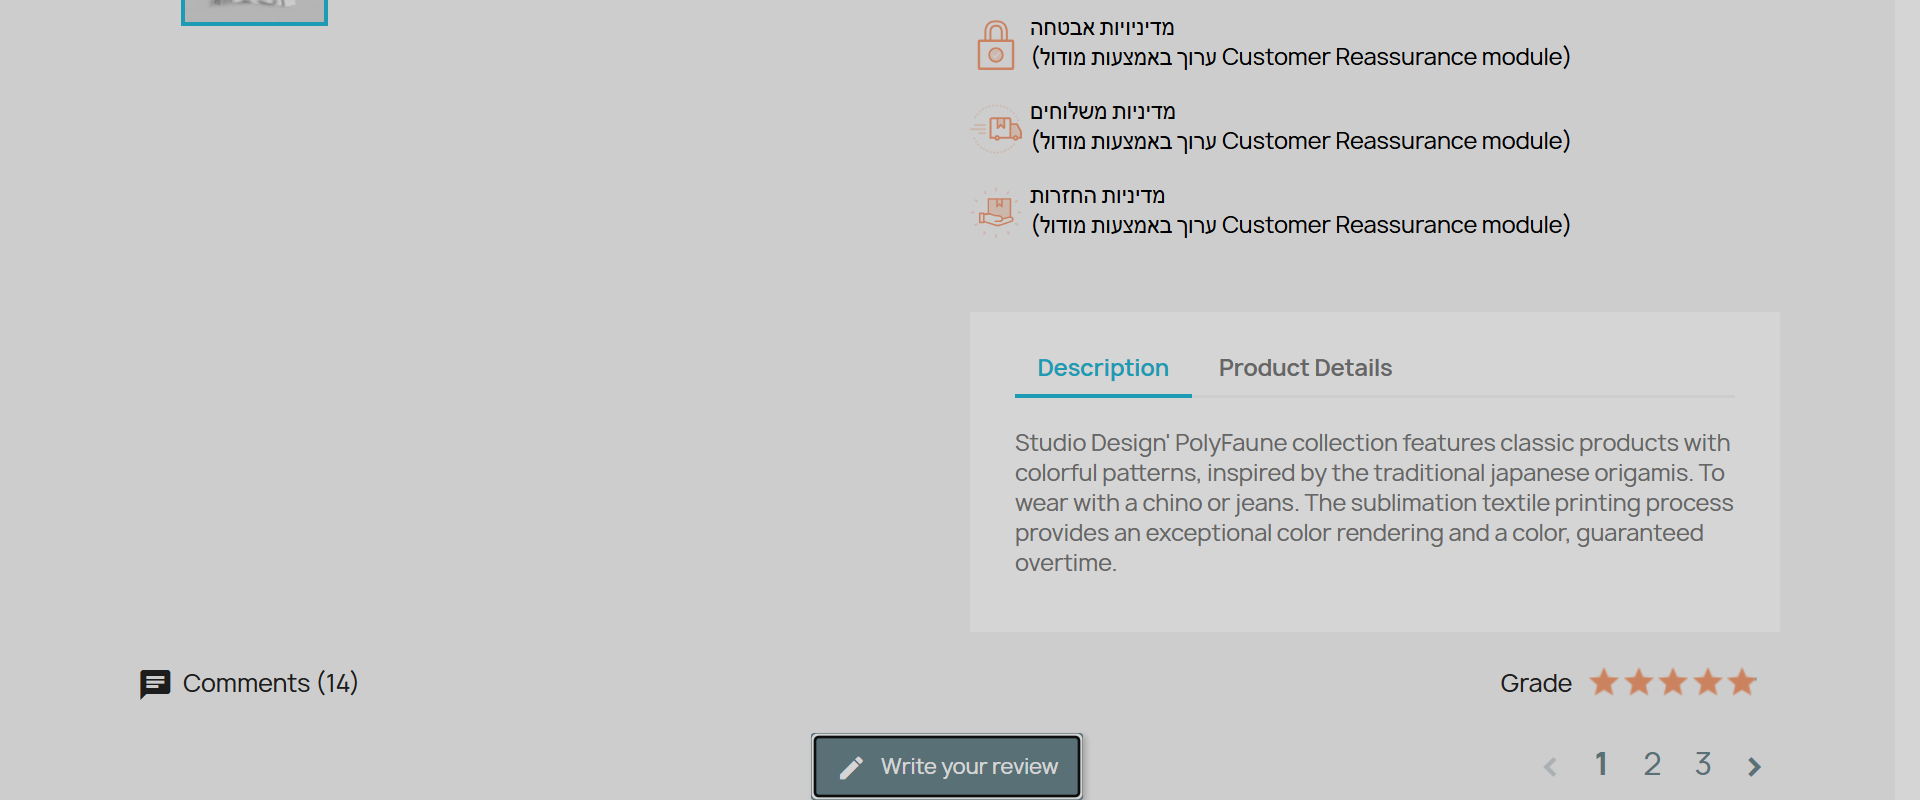 מדיניויות אבטחה
(ערוך באמצעות מודול Customer Reassurance module)
מדיניות משלוחים
(ערוך באמצעות מודול Customer Reassurance module)
מדיניות החזרות
(ערוך באמצעות מודול Customer Reassurance module)
Description Product Details
Studio Design' PolyFaune collection features classic products with
colorful patterns, inspired by the traditional japanese origamis. To
wear with a chino or jeans. The sublimation textile printing process
provides an exceptional color rendering and a color, guaranteed
overtime.
Comments (14)
Grade
Write your review
1 2 3